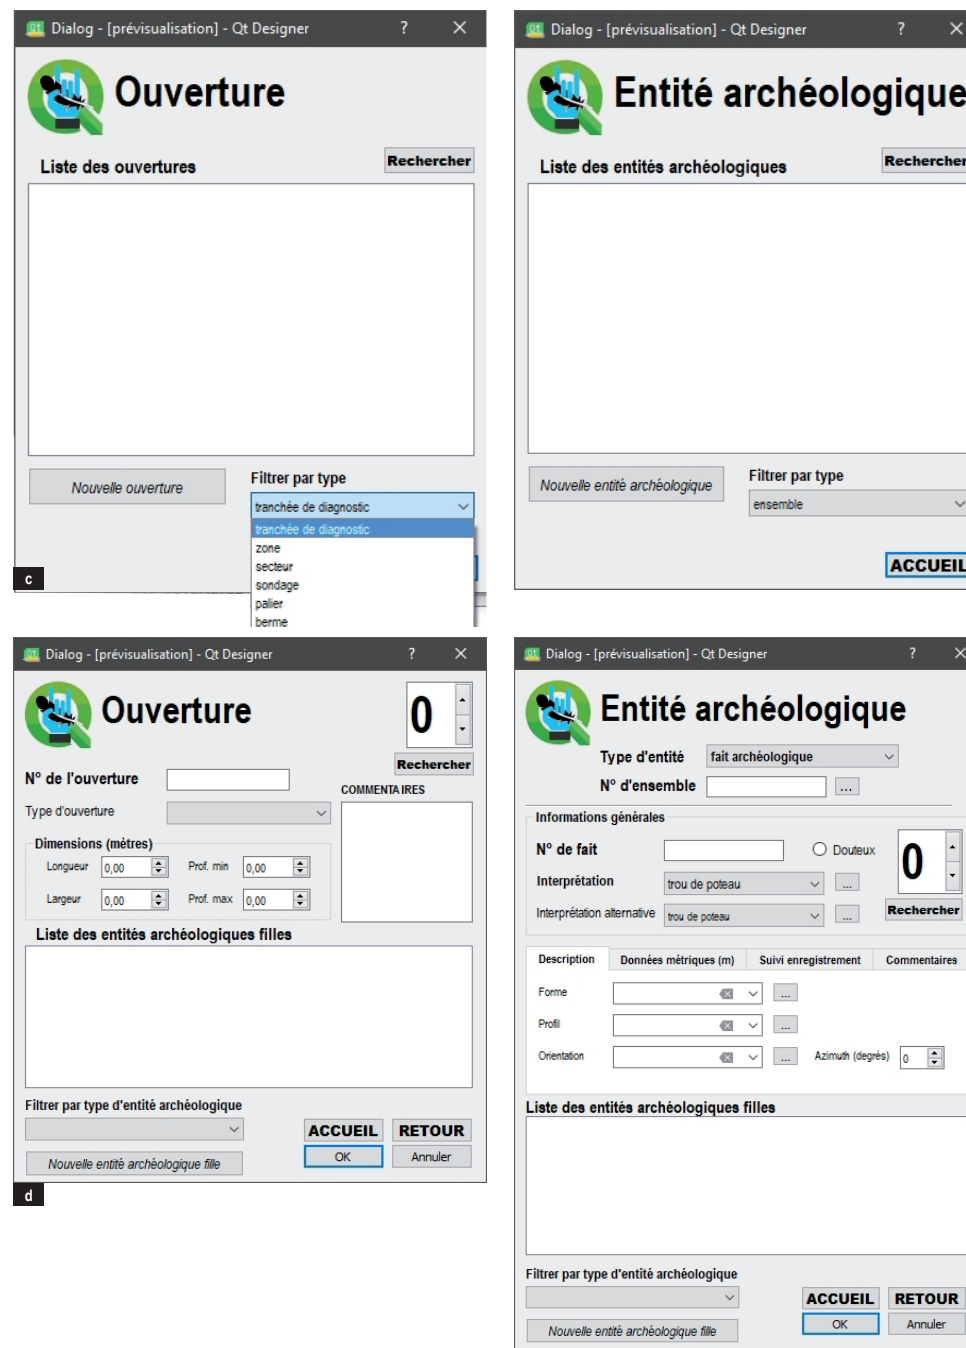 Dialog - [prévisualisation] - Qt Designer ? ×
Ouverture
Liste des ouvertures
Rechercher
Nouvelle ouverture
Filtrer par type
tranchée de diagnostic
tranchée de diagnostic
zone
secteur
sondage
palier
berme
c
Dialog - [prévisualisation] - Qt Designer ? ×
Entité archéologique
Liste des entités archéologiques
Rechercher
Nouvelle entité archéologique
Filtrer par type
ensemble
ACCUEIL
Dialog - [prévisualisation] - Qt Designer ? ×
Ouverture
0
Rechercher
N° de l'ouverture
COMMENTAIRES
Type d'ouverture
Dimensions (mètres)
Longueur 0,00 Prof. min 0,00
Largeur 0,00 Prof. max 0,00
Liste des entités archéologiques filles
Filtrer par type d'entité archéologique
ACCUEIL RETOUR
Nouvelle entité archéologique fille
OK Annuler
d
Dialog - [prévisualisation] - Qt Designer ? ×
Entité archéologique
Type d'entité fait archéologique
N° d'ensemble ...
Informations générales
N° de fait Douteux
0
Interprétation trou de poteau ...
Interprétation alternative trou de poteau ...
Rechercher
Description Données métriques (m) Suivi enregistrement Commentaires
Forme ...
Profil ...
Orientation ... Azimuth (degrés) 0
Liste des entités archéologiques filles
Filtrer par type d'entité archéologique
ACCUEIL RETOUR
Nouvelle entité archéologique fille
OK Annuler